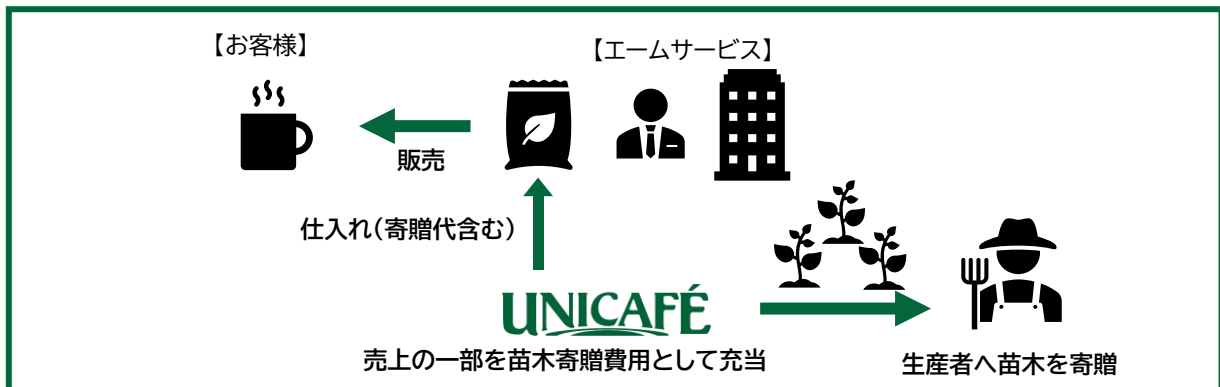 【お客様】
【エームサービス】
販売
仕入れ（寄贈代含む）
UNICAFÉ
売上の一部を苗木寄贈費用として充当
生産者へ苗木を寄贈